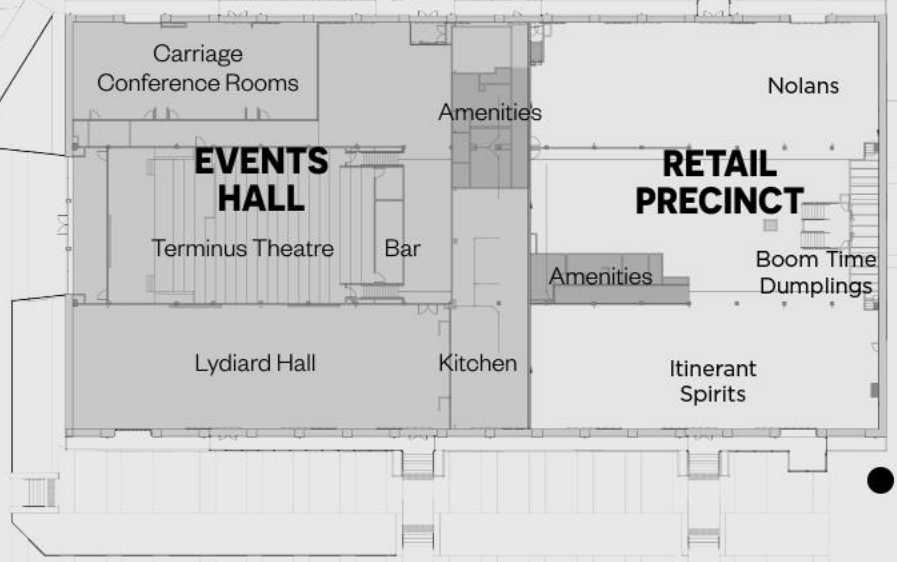 Carriage
Conference Rooms
Amenities
Nolans
EVENTS
HALL
RETAIL
PRECINCT
Terminus Theatre
Bar
Amenities
Boom Time
Dumplings
Lydiard Hall
Kitchen
Itinerant
Spirits